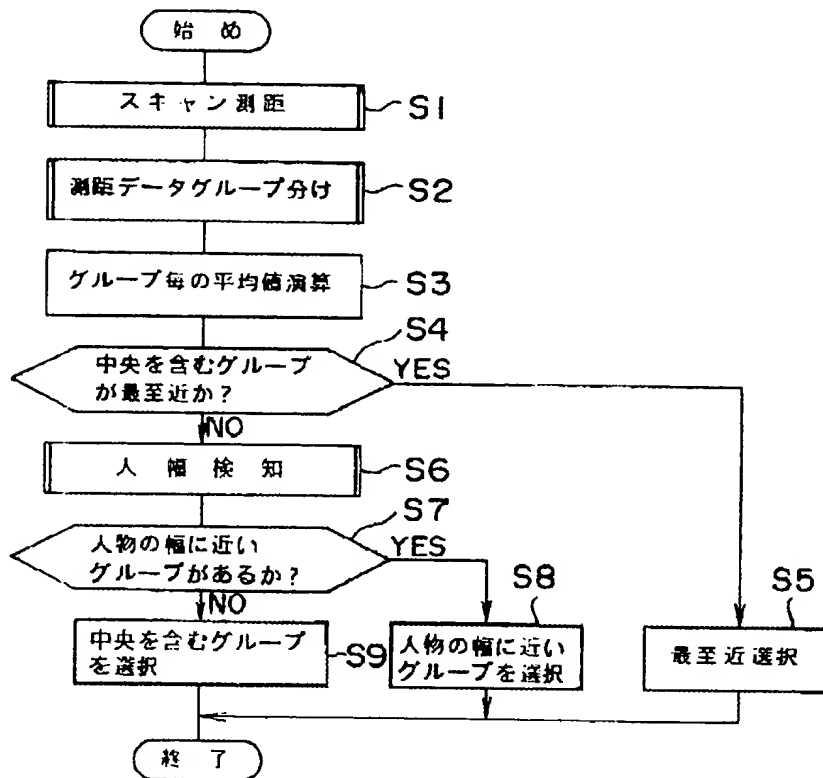 始め
スキャン測距
S1
測距データグループ分け
S2
グループ毎の平均値演算
S3
S4
中央を含むグループ
が最至近か?
YES
NO
人幅検知
S6
S7
人物の幅に近い
グループがあるか?
YES
NO
S8
S5
中央を含むグループ
を選択
S9
人物の幅に近い
グループを選択
最至近選択
終了